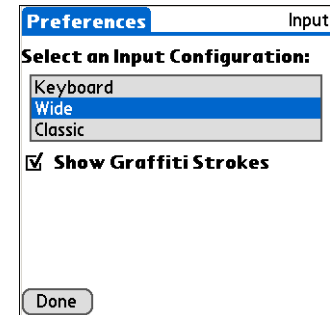 Preferences Input
Select an Input Configuration:
Keyboard
Wide
Classic
Show Graffiti Strokes
Done